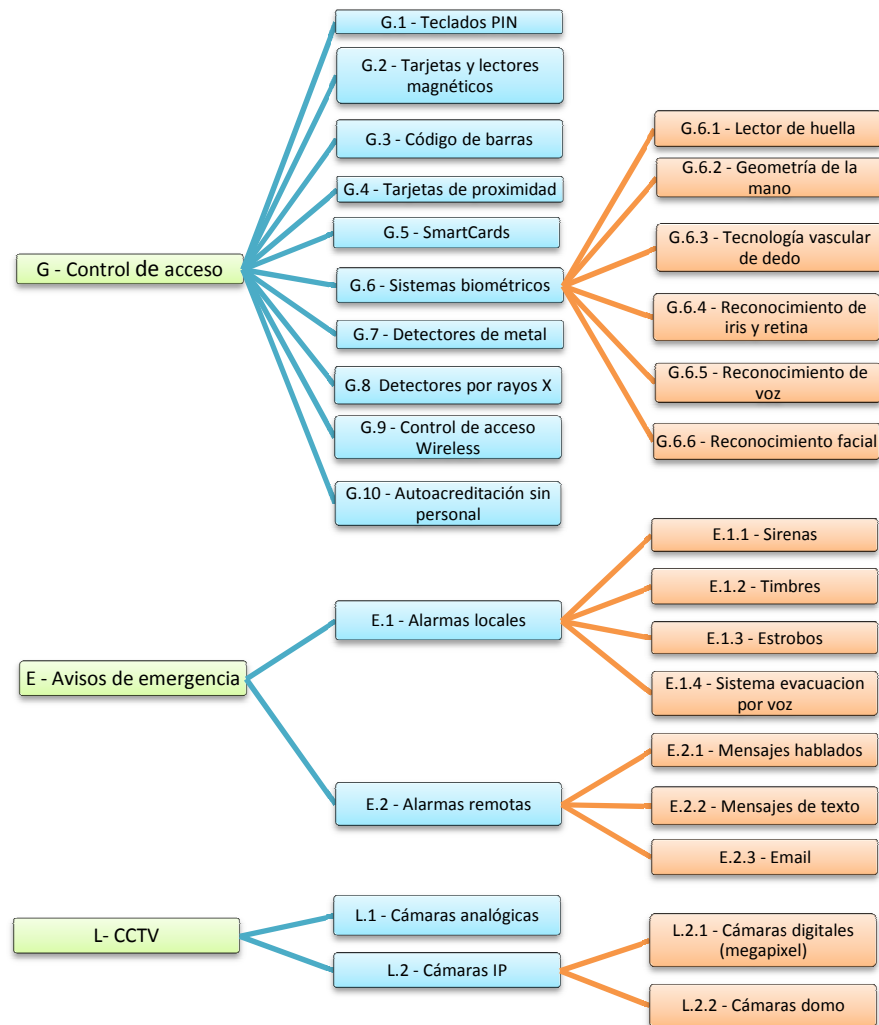 G - Control de acceso
G.1 - Teclados PIN
G.2 - Tarjetas y lectores
magnéticos
G.3 - Código de barras
G.4 - Tarjetas de proximidad
G.5 - SmartCards
G.6 - Sistemas biométricos
G.7 - Detectores de metal
G.8 Detectores por rayos X
G.9 - Control de acceso
Wireless
G.10 - Autoacreditación sin
personal
G.6.1 - Lector de huella
G.6.2 - Geometría de la
mano
G.6.3 - Tecnología vascular
de dedo
G.6.4 - Reconocimiento de
iris y retina
G.6.5 - Reconocimiento de
voz
G.6.6 - Reconocimiento facial
E - Avisos de emergencia
E.1 - Alarmas locales
E.1.1 - Sirenas
E.1.2 - Timbres
E.1.3 - Estrobos
E.1.4 - Sistema evacuacion
por voz
E.2 - Alarmas remotas
E.2.1 - Mensajes hablados
E.2.2 - Mensajes de texto
E.2.3 - Email
L- CCTV
L.1 - Cámaras analógicas
L.2 - Cámaras IP
L.2.1 - Cámaras digitales
(megapixel)
L.2.2 - Cámaras domo